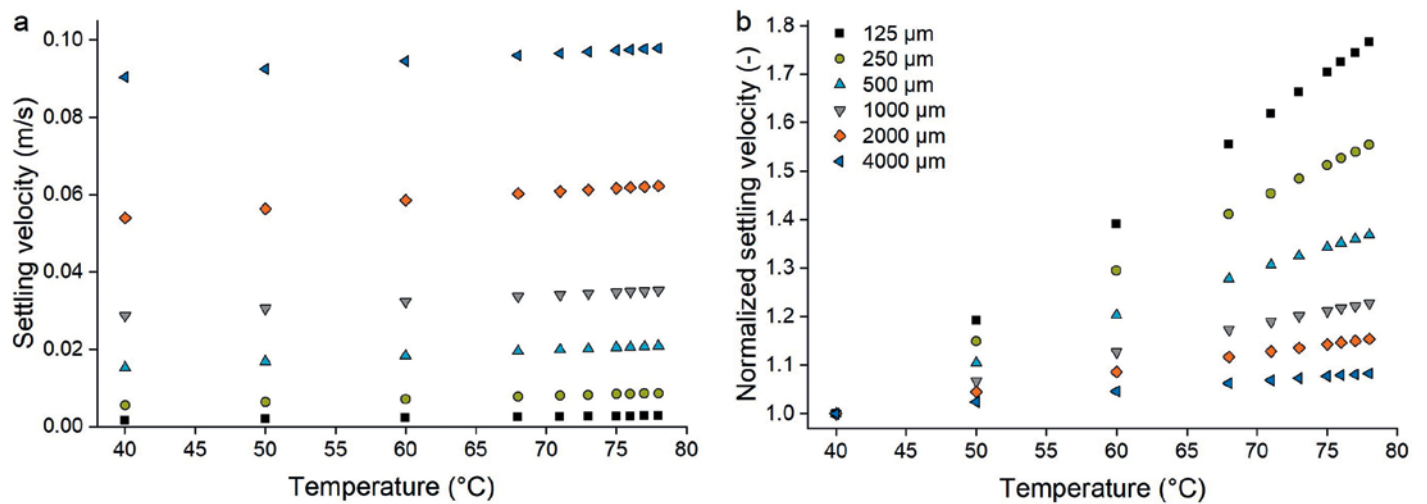 a
Settling velocity (m/s)
0.10
0.08
0.06
0.04
0.02
0.00
40 45 50 55 60 65 70 75 80
Temperature (°C)
b
Normalized settling velocity (-)
1.8
1.7
1.6
1.5
1.4
1.3
1.2
1.1
1.0
125 µm
250 µm
500 µm
1000 µm
2000 µm
4000 µm
40 45 50 55 60 65 70 75 80
Temperature (°C)